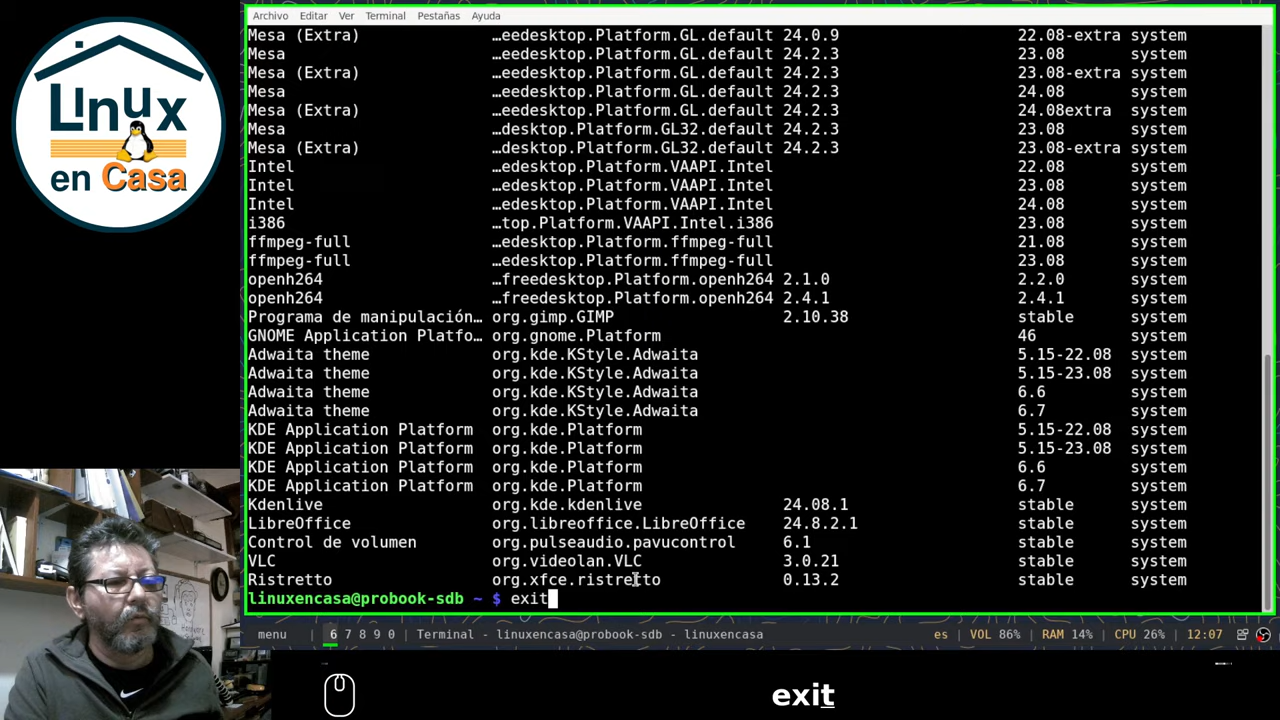 Linux
en Casa
Archivo Editar Ver Terminal Pestañas Ayuda
Mesa (Extra) …eedesktop.Platform.GL.default 24.0.9 22.08-extra system
Mesa …eedesktop.Platform.GL.default 24.2.3 23.08 system
Mesa (Extra) …eedesktop.Platform.GL.default 24.2.3 23.08-extra system
Mesa …eedesktop.Platform.GL.default 24.2.3 24.08 system
Mesa (Extra) …eedesktop.Platform.GL.default 24.2.3 24.08extra system
Mesa …desktop.Platform.GL32.default 24.2.3 23.08 system
Mesa (Extra) …desktop.Platform.GL32.default 24.2.3 23.08-extra system
Intel …edesktop.Platform.VAAPI.Intel 22.08 system
Intel …edesktop.Platform.VAAPI.Intel 23.08 system
Intel …edesktop.Platform.VAAPI.Intel 24.08 system
i386 …top.Platform.VAAPI.Intel.i386 23.08 system
ffmpeg-full …edesktop.Platform.ffmpeg-full 21.08 system
ffmpeg-full …edesktop.Platform.ffmpeg-full 23.08 system
openh264 …freedesktop.Platform.openh264 2.1.0 2.2.0 system
openh264 …freedesktop.Platform.openh264 2.4.1 2.4.1 system
Programa de manipulación… org.gimp.GIMP 2.10.38 stable system
GNOME Application Platfo… org.gnome.Platform 46 system
Adwaita theme org.kde.KStyle.Adwaita 5.15-22.08 system
Adwaita theme org.kde.KStyle.Adwaita 5.15-23.08 system
Adwaita theme org.kde.KStyle.Adwaita 6.6 system
Adwaita theme org.kde.KStyle.Adwaita 6.7 system
KDE Application Platform org.kde.Platform 5.15-22.08 system
KDE Application Platform org.kde.Platform 5.15-23.08 system
KDE Application Platform org.kde.Platform 6.6 system
KDE Application Platform org.kde.Platform 6.7 system
Kdenlive org.kde.kdenlive 24.08.1 stable system
LibreOffice org.libreoffice.LibreOffice 24.8.2.1 stable system
Control de volumen org.pulseaudio.pavucontrol 6.1 stable system
VLC org.videolan.VLC 3.0.21 stable system
Ristretto org.xfce.ristretto 0.13.2 stable system
linuxencasa@probook-sdb ~ $ exit
menu | 6 7 8 9 0 | Terminal - linuxencasa@probook-sdb - linuxencasa es | VOL 86% | RAM 14% | CPU 26% | 12:07
exit